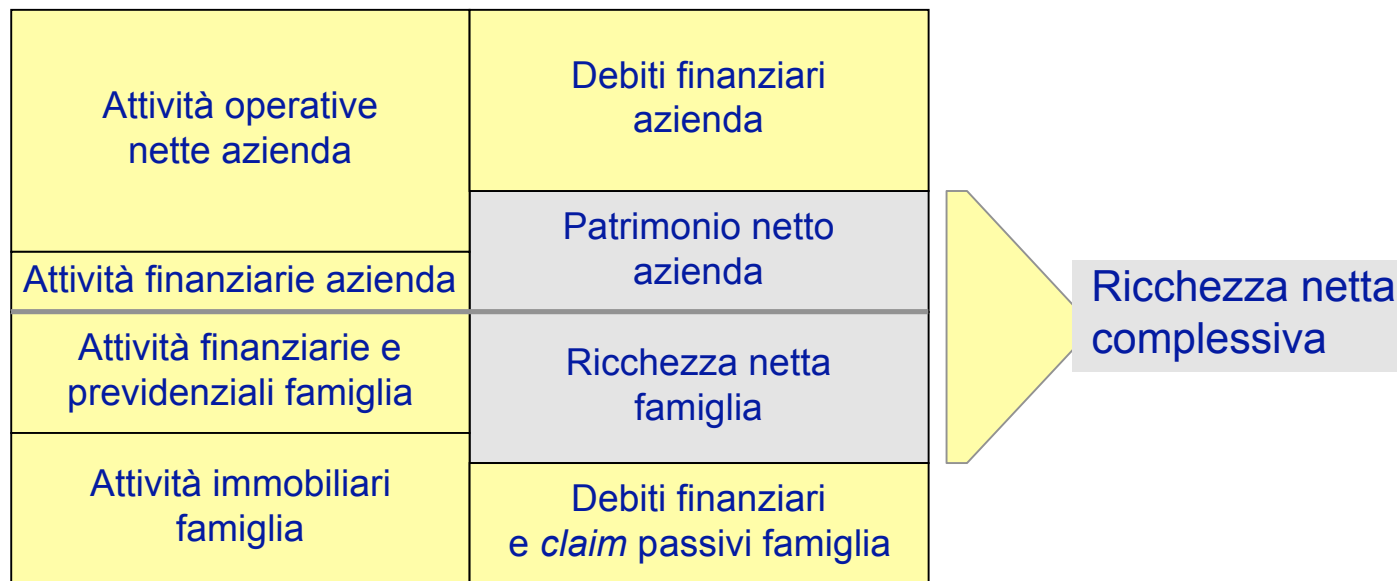 Attività operative
nette azienda
Attività finanziarie azienda
Attività finanziarie e
previdenziali famiglia
Attività immobiliari
famiglia
Debiti finanziari
azienda
Patrimonio netto
azienda
Ricchezza netta
famiglia
Debiti finanziari
e claim passivi famiglia
Ricchezza netta
complessiva